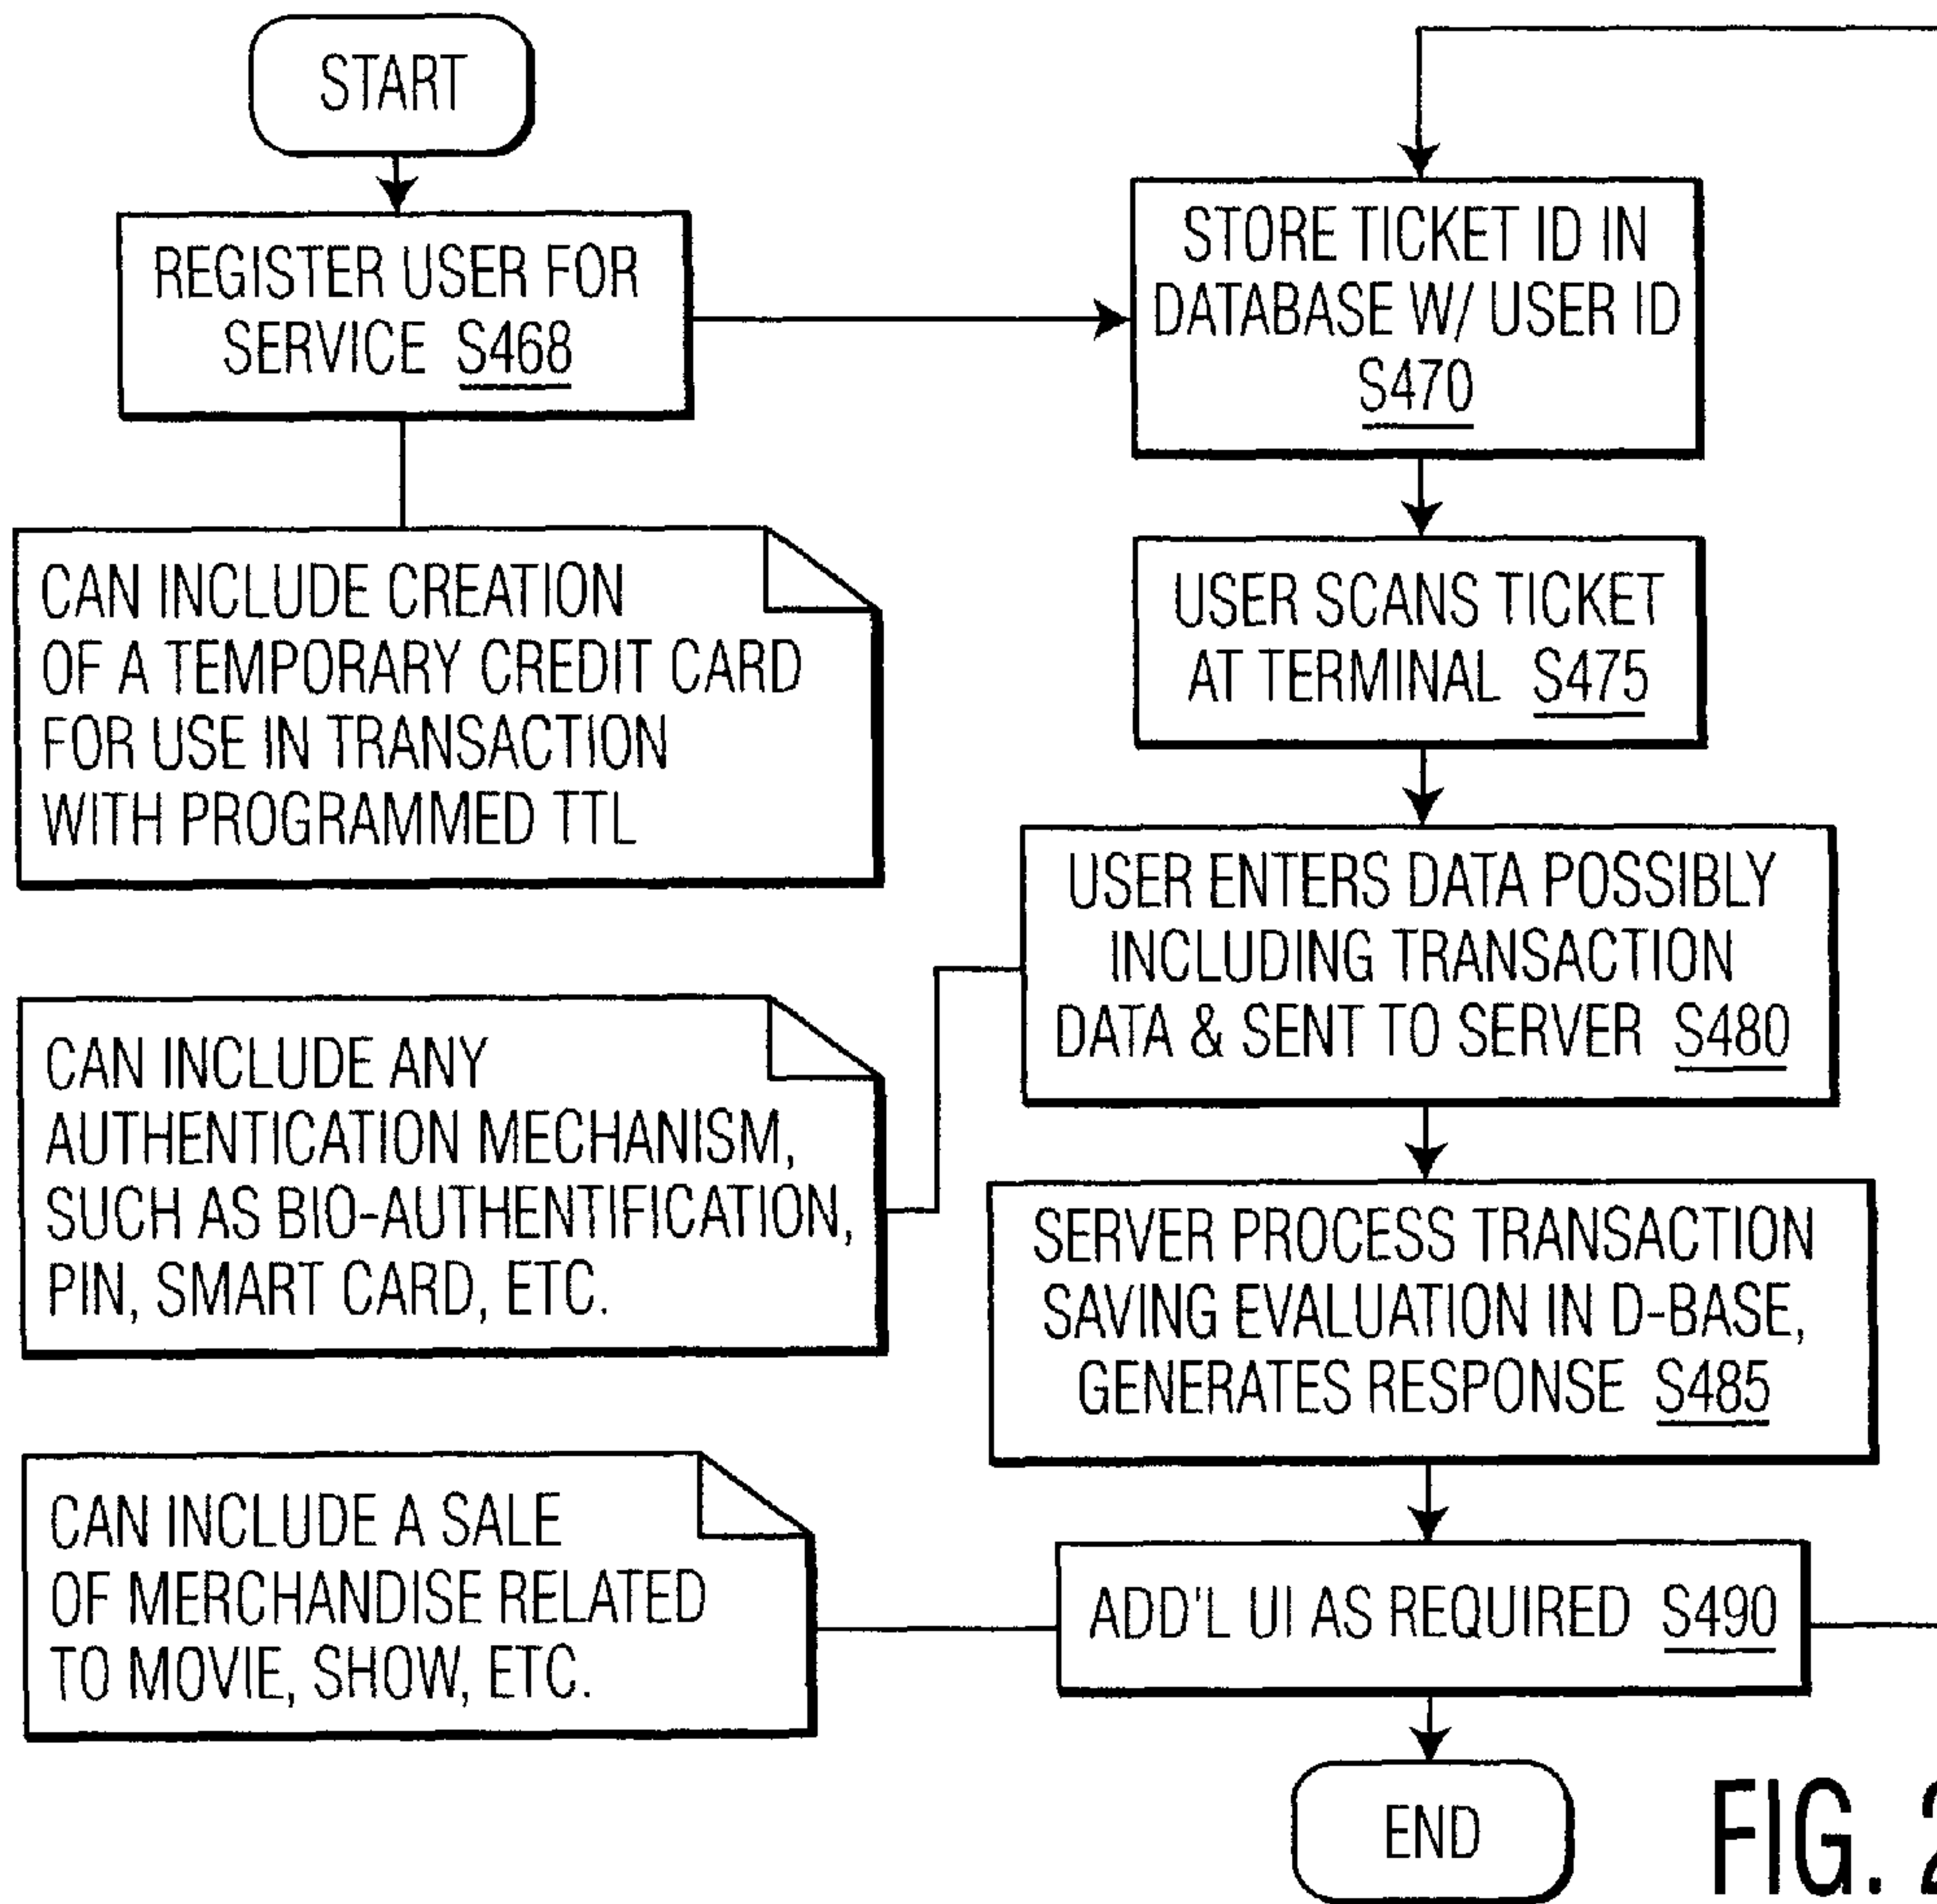 START
REGISTER USER FOR
SERVICE S468
CAN INCLUDE CREATION
OF A TEMPORARY CREDIT CARD
FOR USE IN TRANSACTION
WITH PROGRAMMED TTL
STORE TICKET ID IN
DATABASE W/ USER ID
S470
USER SCANS TICKET
AT TERMINAL S475
USER ENTERS DATA POSSIBLY
INCLUDING TRANSACTION
DATA & SENT TO SERVER S480
CAN INCLUDE ANY
AUTHENTICATION MECHANISM,
SUCH AS BIO-AUTHENTIFICATION,
PIN, SMART CARD, ETC.
SERVER PROCESS TRANSACTION
SAVING EVALUATION IN D-BASE,
GENERATES RESPONSE S485
CAN INCLUDE A SALE
OF MERCHANDISE RELATED
TO MOVIE, SHOW, ETC.
ADD'L UI AS REQUIRED S490
END
FIG.